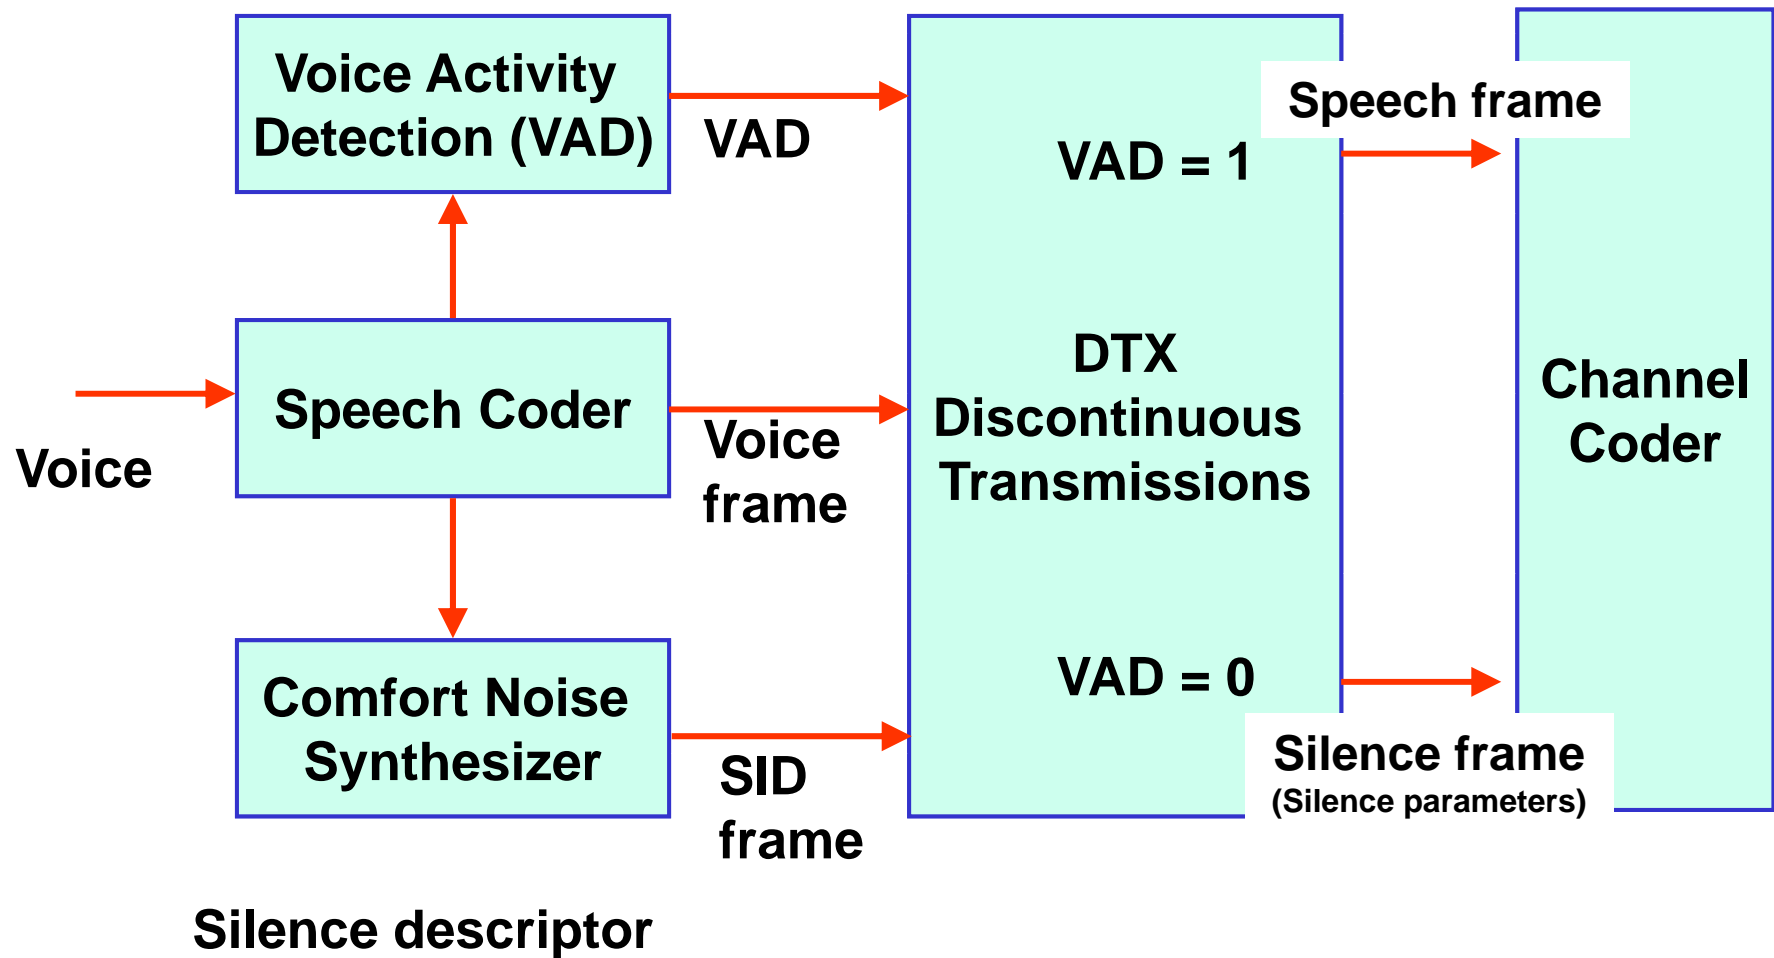 Voice Activity
Detection (VAD)
VAD
VAD = 1
Speech frame
Voice
Speech Coder
Voice
frame
DTX
Discontinuous
Transmissions
Channel
Coder
Comfort Noise
Synthesizer
SID
frame
VAD = 0
Silence frame
(Silence parameters)
Silence descriptor